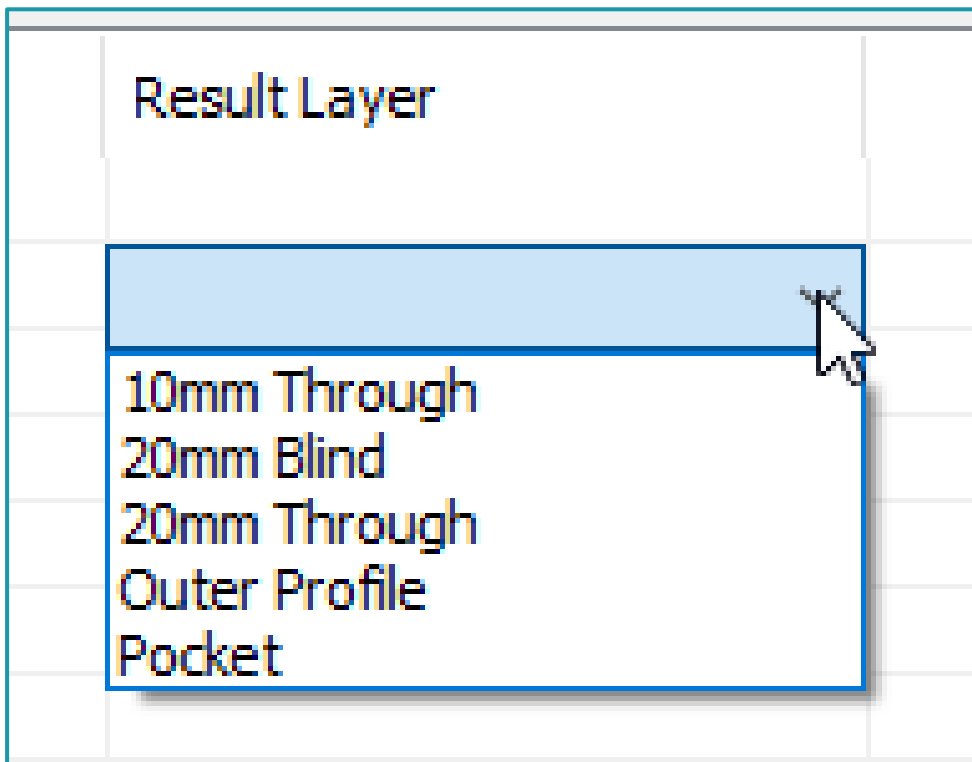 Result Layer
10mm Through
20mm Blind
20mm Through
Outer Profile
Pocket